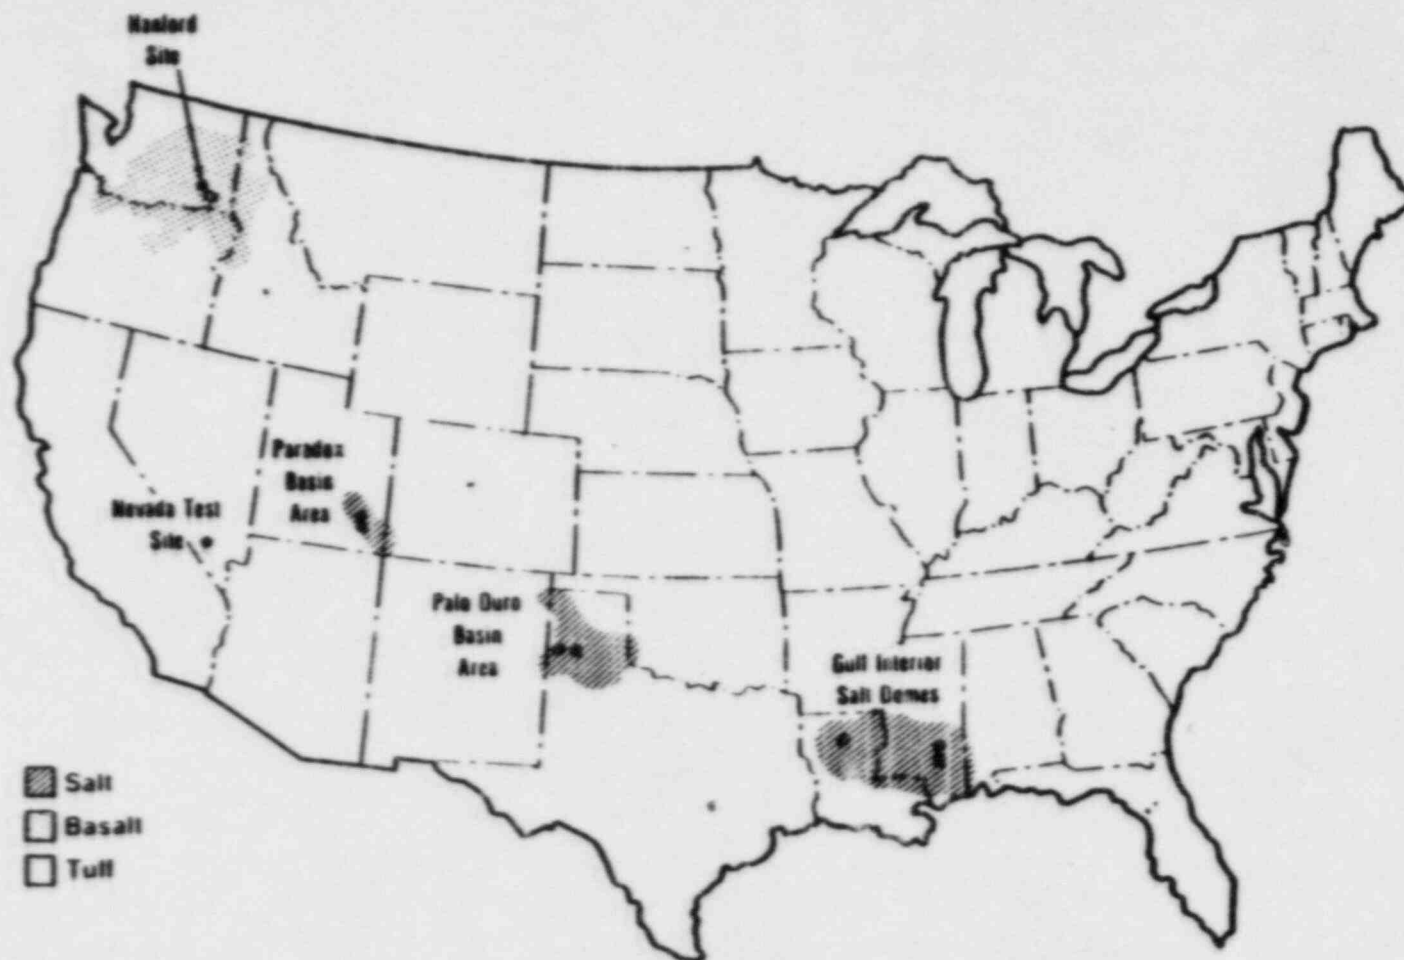 Hanford
Site
Paradox
Basin
Area
Nevada Test
Site
Palo Duro
Basin
Area
Gulf Interior
Salt Domes
Salt
Basalt
Tuff